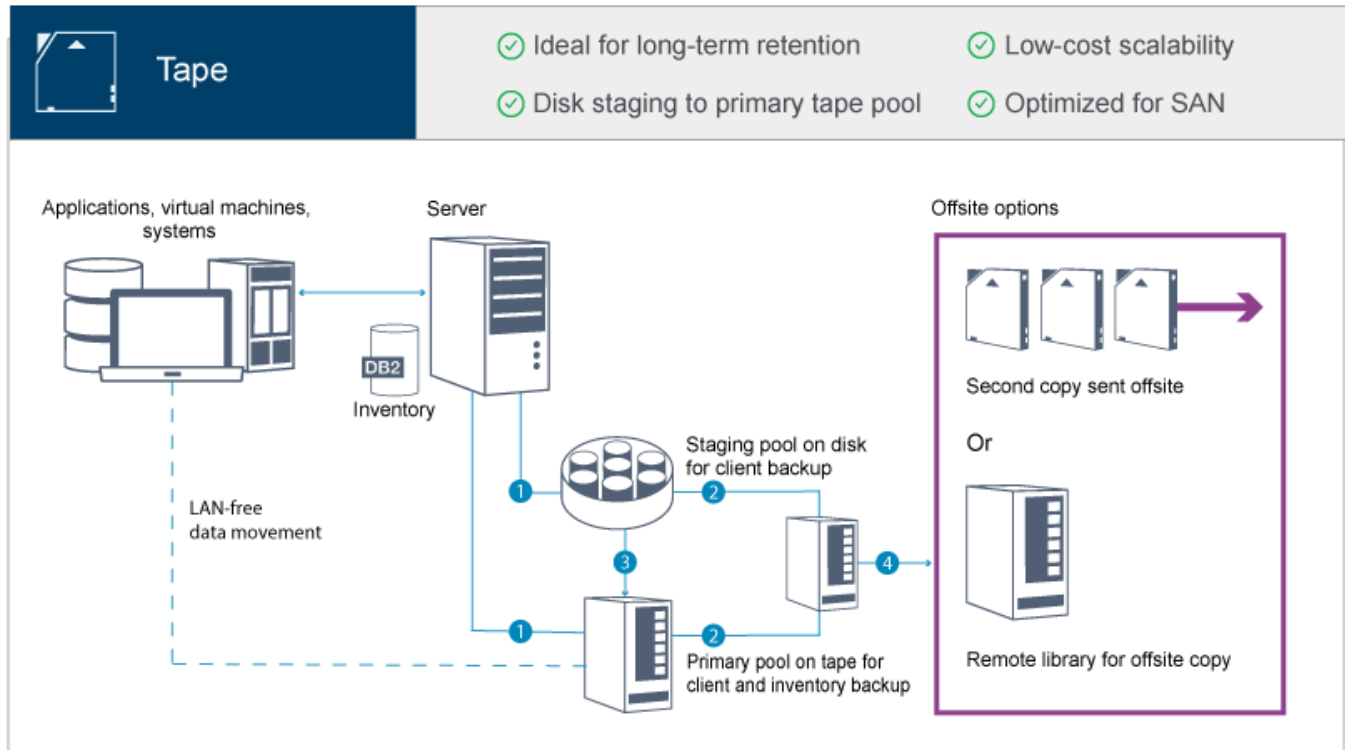 Tape
Ideal for long-term retention
Low-cost scalability
Disk staging to primary tape pool
Optimized for SAN
Applications, virtual machines,
systems
Server
Offsite options
DB2
Inventory
Second copy sent offsite
Staging pool on disk
for client backup
Or
1
2
LAN-free
data movement
3
4
1
2
Primary pool on tape for
client and inventory backup
Remote library for offsite copy